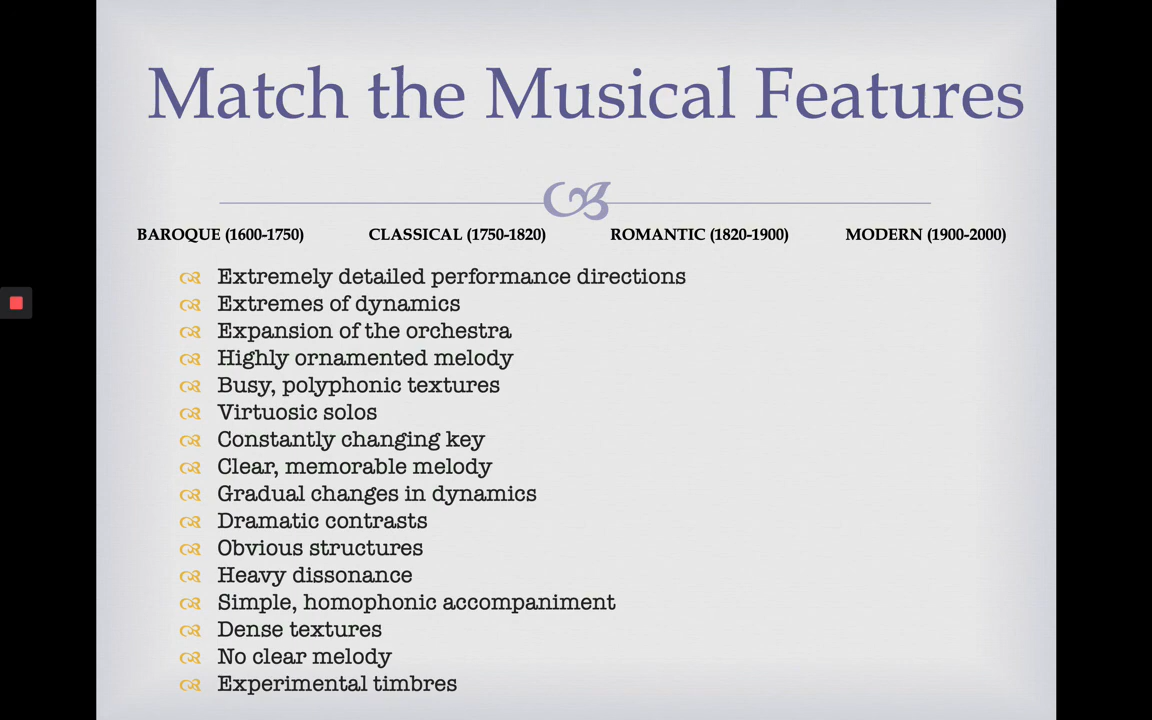 Match the Musical Features
BAROQUE (1600-1750) CLASSICAL (1750-1820) ROMANTIC (1820-1900) MODERN (1900-2000)
Extremely detailed performance directions
Extremes of dynamics
Expansion of the orchestra
Highly ornamented melody
Busy, polyphonic textures
Virtuosic solos
Constantly changing key
Clear, memorable melody
Gradual changes in dynamics
Dramatic contrasts
Obvious structures
Heavy dissonance
Simple, homophonic accompaniment
Dense textures
No clear melody
Experimental timbres